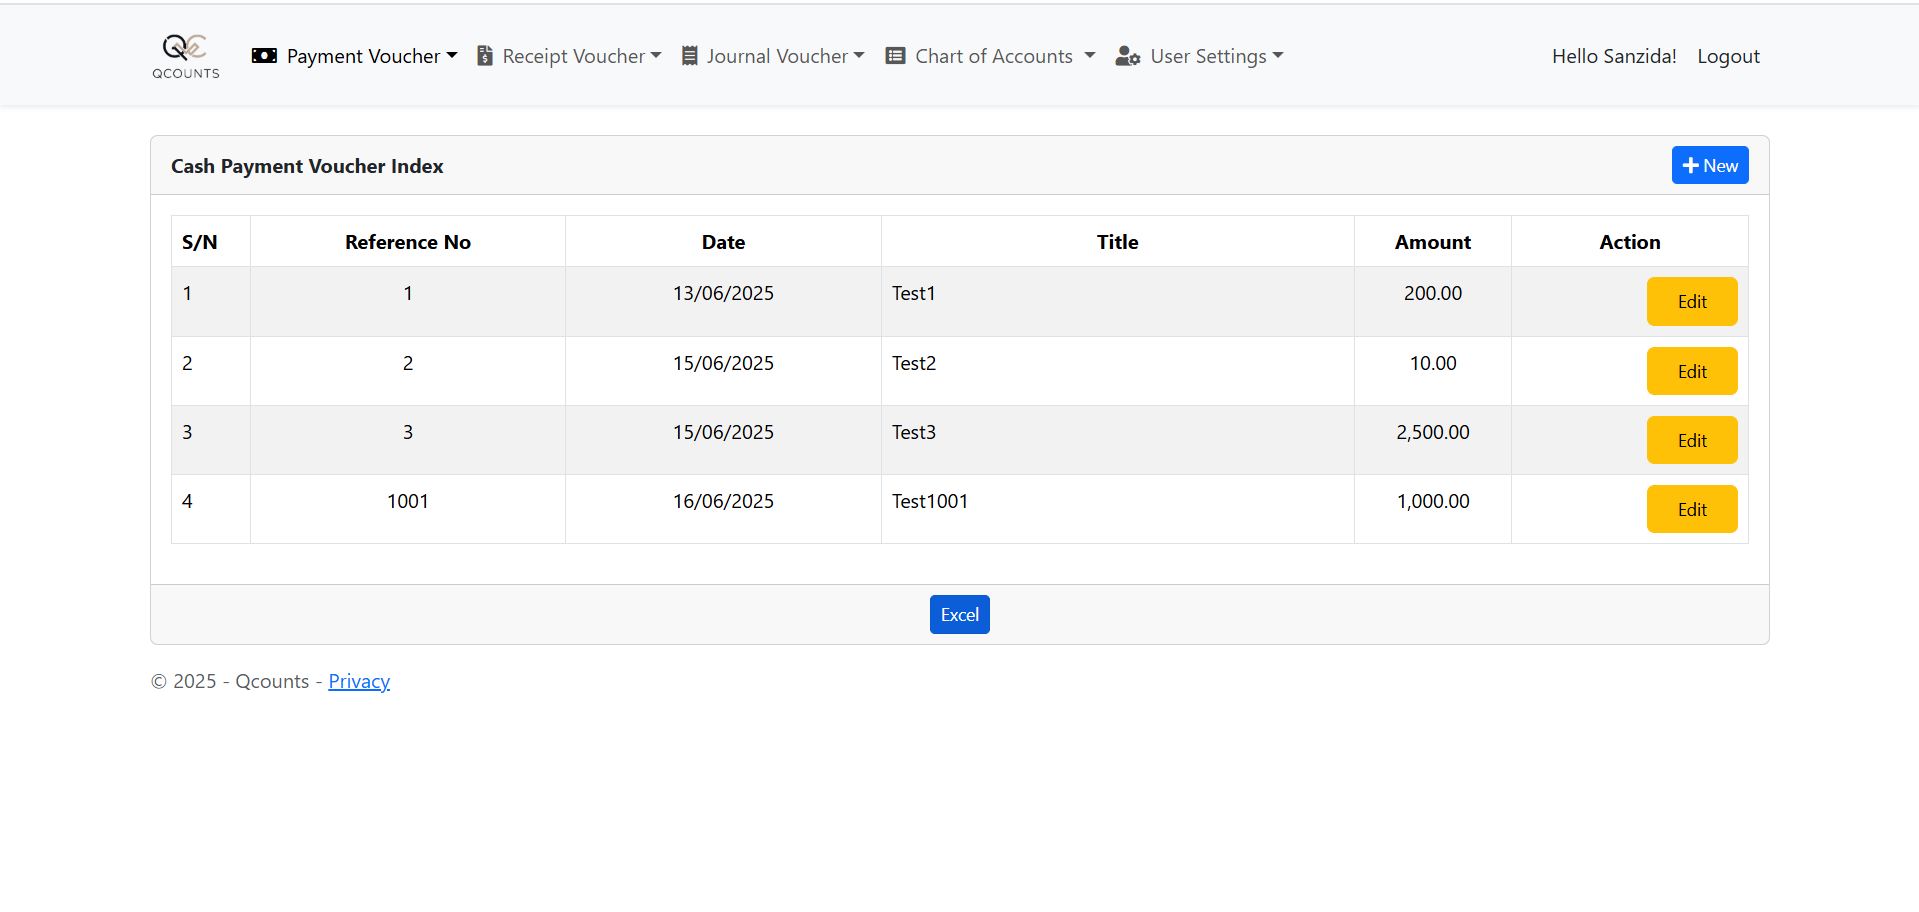 QCOUNTS Payment Voucher Receipt Voucher Journal Voucher Chart of Accounts User Settings Hello Sanzida! Logout
Cash Payment Voucher Index New
S/N Reference No Date Title Amount Action
1 1 13/06/2025 Test1 200.00 Edit
2 2 15/06/2025 Test2 10.00 Edit
3 3 15/06/2025 Test3 2,500.00 Edit
4 1001 16/06/2025 Test1001 1,000.00 Edit
Excel
© 2025 - Qcounts - Privacy